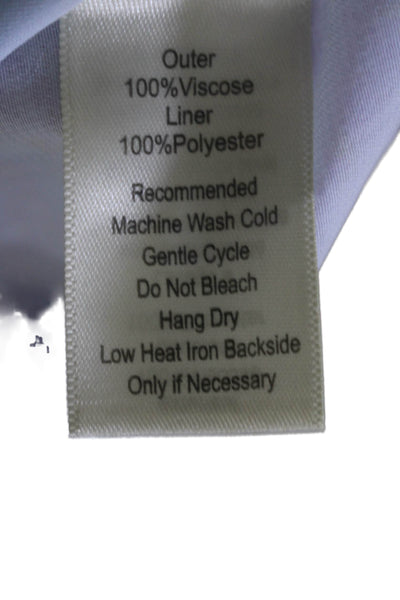 Outer
100%Viscose
Liner
100%Polyester
Recommended
Machine Wash Cold
Gentle Cycle
Do Not Bleach
Hang Dry
Low Heat Iron Backside
Only if Necessary